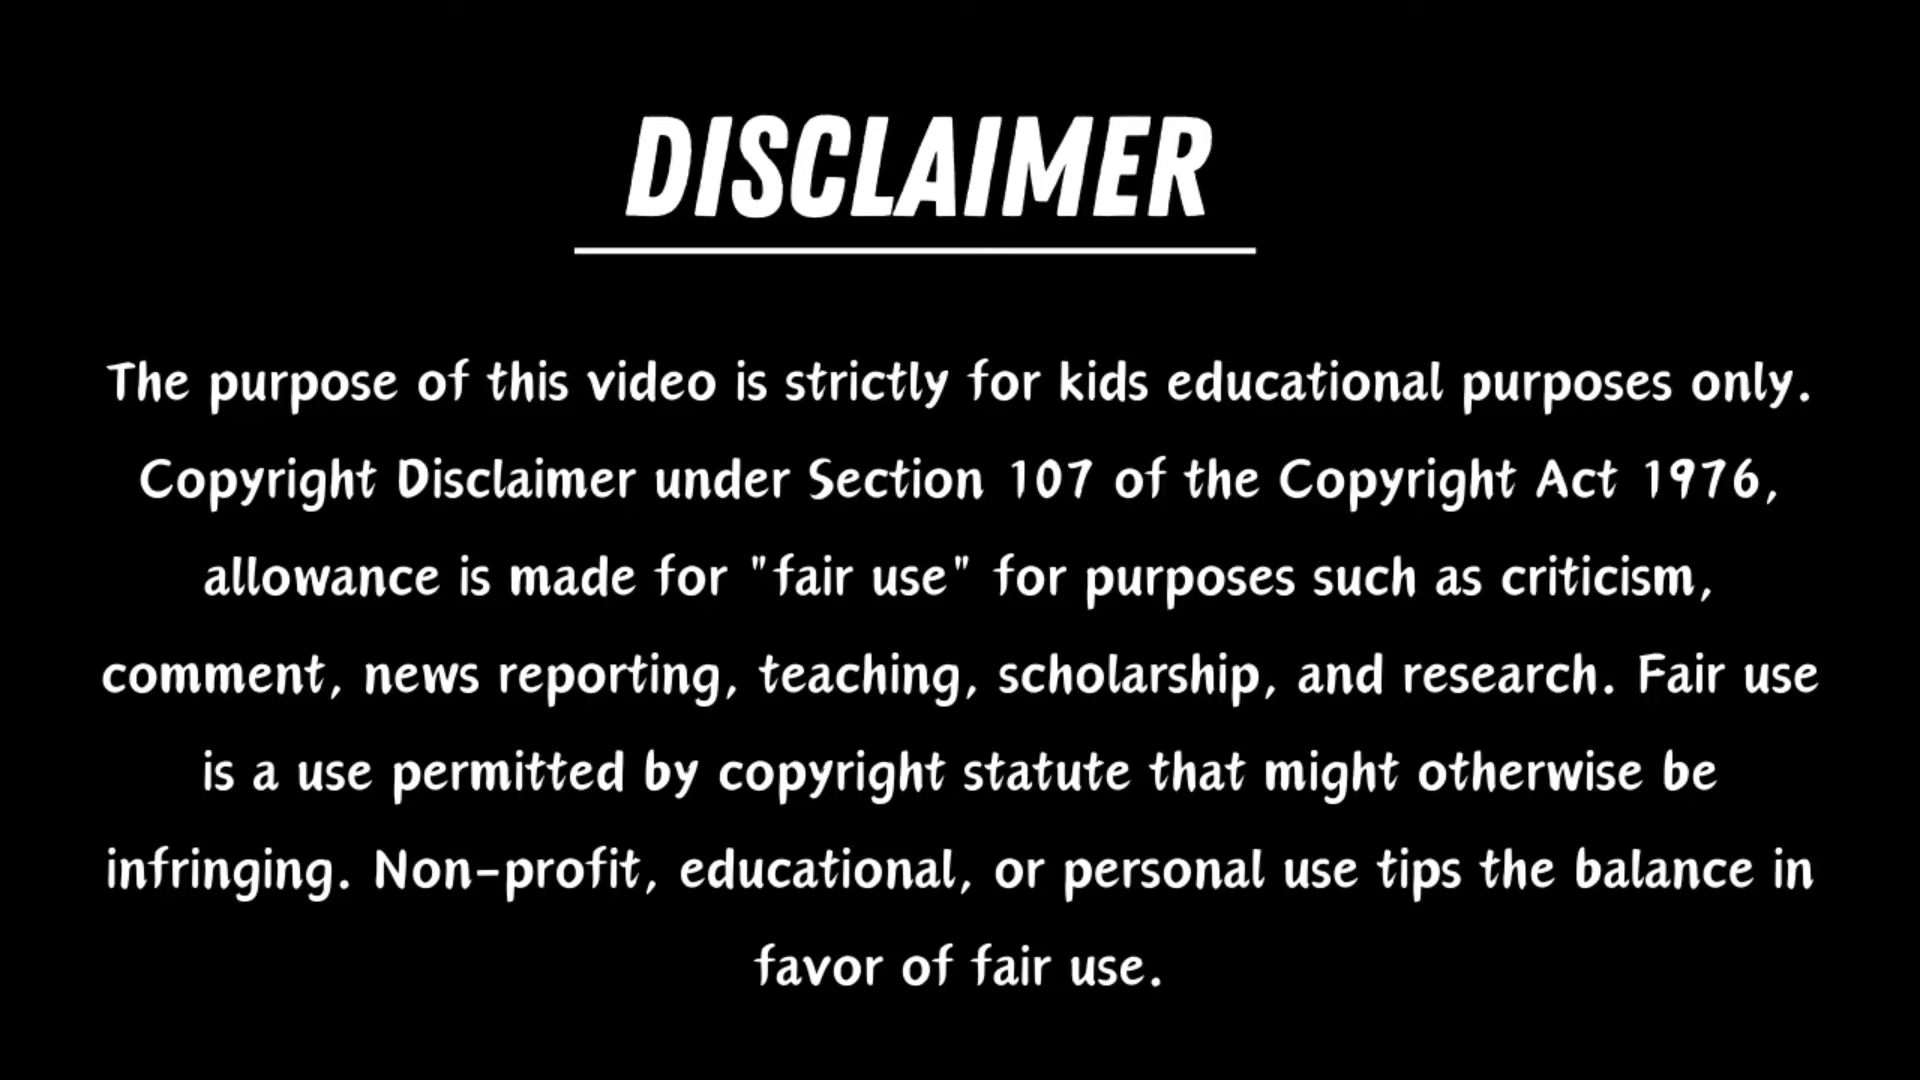 DISCLAIMER
The purpose of this video is strictly for kids educational purposes only.
Copyright Disclaimer under Section 107 of the Copyright Act 1976,
allowance is made for "fair use" for purposes such as criticism,
comment, news reporting, teaching, scholarship, and research. Fair use
is a use permitted by copyright statute that might otherwise be
infringing. Non-profit, educational, or personal use tips the balance in
favor of fair use.